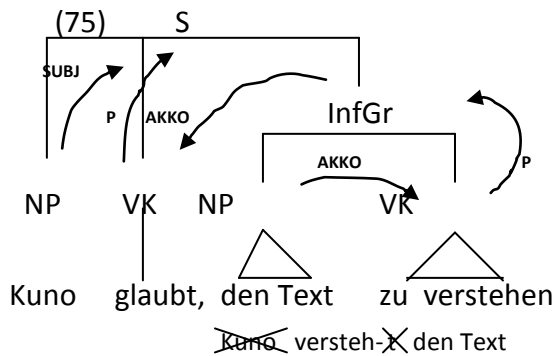 (75) S
SUBJ P AKKO InfGr
AKKO P
NP VK NP VK
Kuno glaubt, den Text zu verstehen
Kuno versteh-t den Text